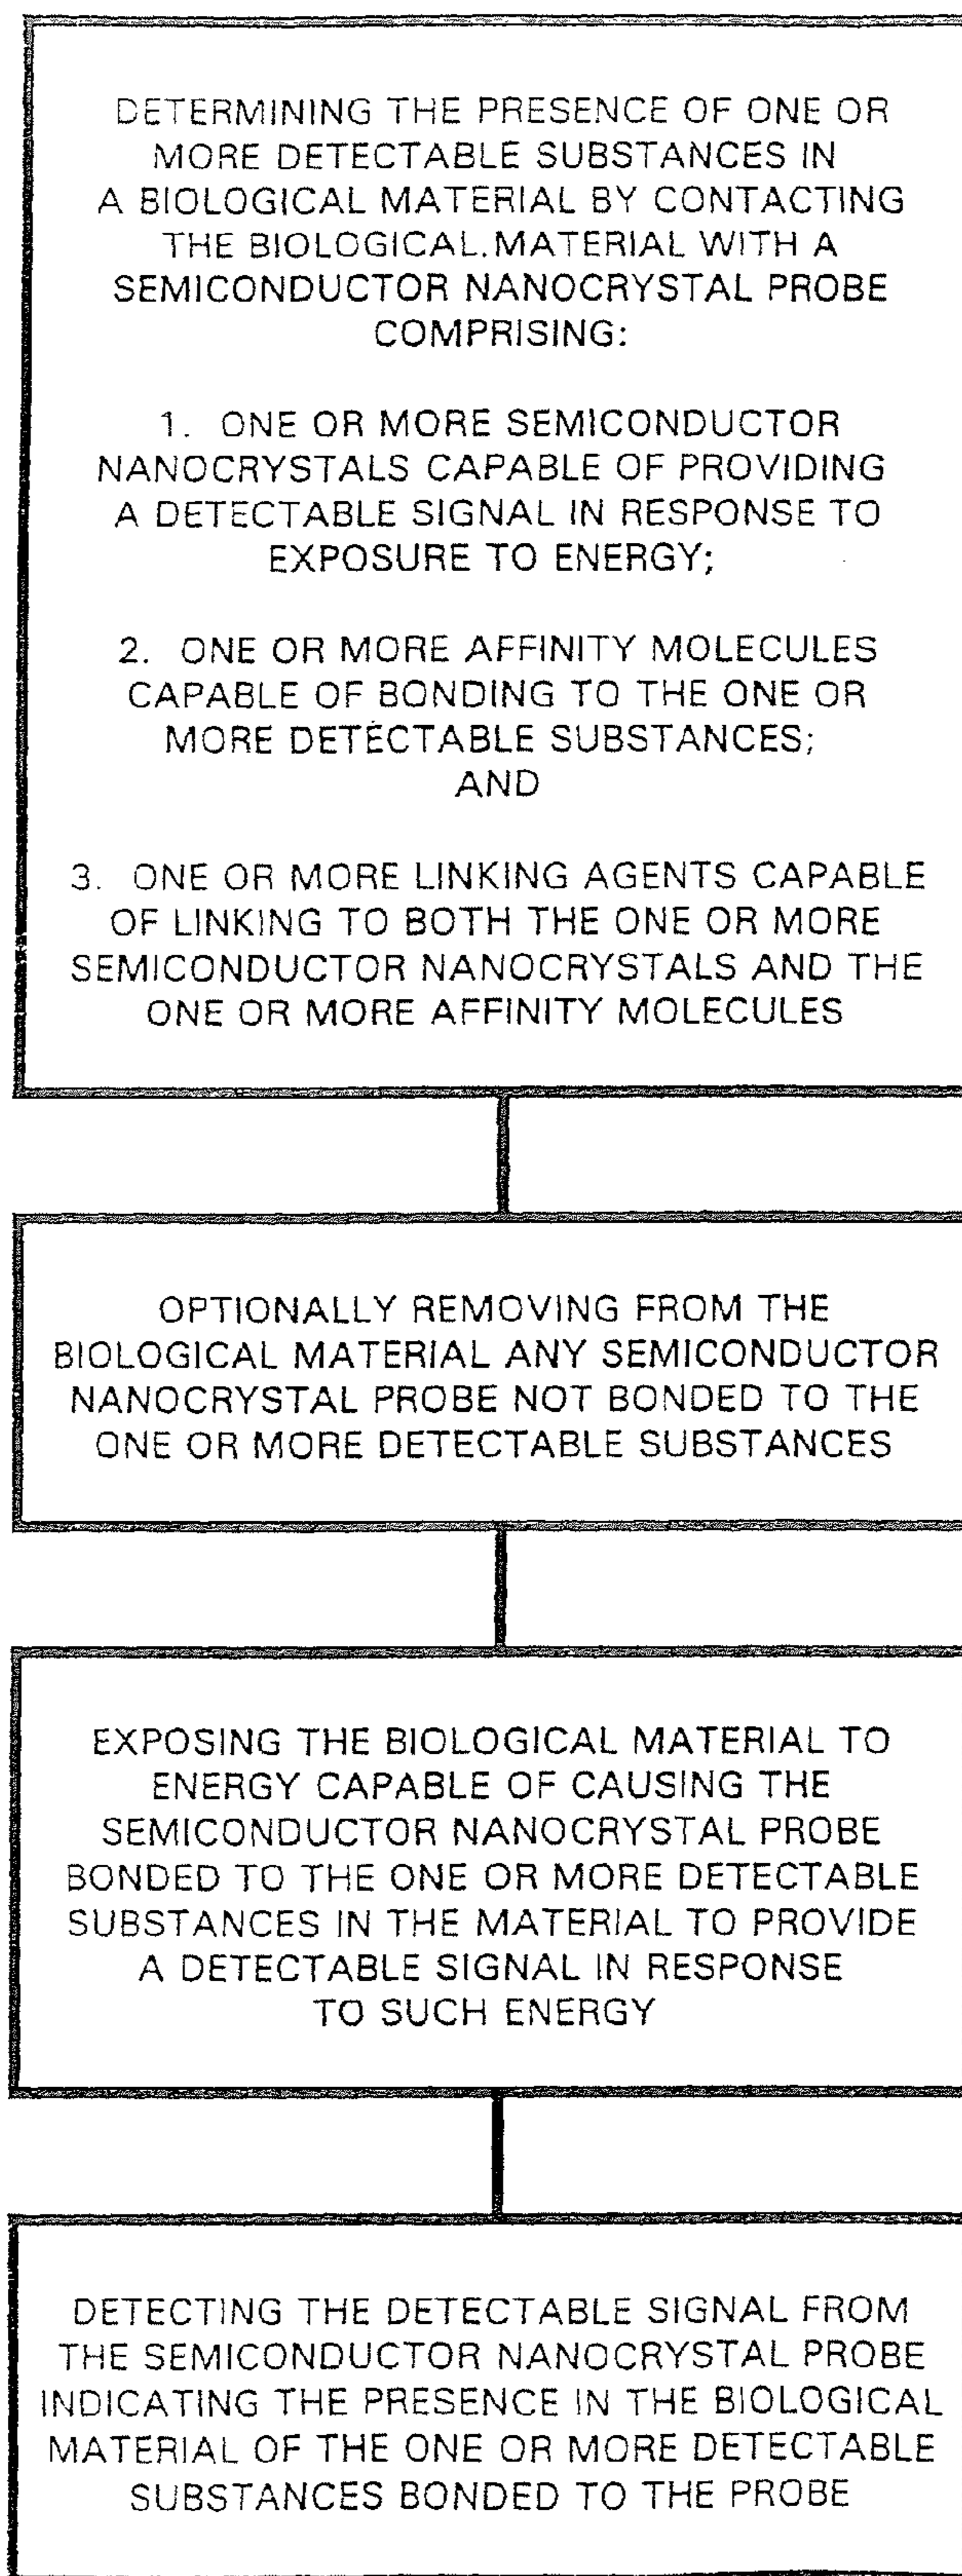 DETERMINING THE PRESENCE OF ONE OR
MORE DETECTABLE SUBSTANCES IN
A BIOLOGICAL MATERIAL BY CONTACTING
THE BIOLOGICAL.MATERIAL WITH A
SEMICONDUCTOR NANOCRYSTAL PROBE
COMPRISING:
1. ONE OR MORE SEMICONDUCTOR
NANOCRYSTALS CAPABLE OF PROVIDING
A DETECTABLE SIGNAL IN RESPONSE TO
EXPOSURE TO ENERGY;
2. ONE OR MORE AFFINITY MOLECULES
CAPABLE OF BONDING TO THE ONE OR
MORE DETECTABLE SUBSTANCES;
AND
3. ONE OR MORE LINKING AGENTS CAPABLE
OF LINKING TO BOTH THE ONE OR MORE
SEMICONDUCTOR NANOCRYSTALS AND THE
ONE OR MORE AFFINITY MOLECULES
OPTIONALLY REMOVING FROM THE
BIOLOGICAL MATERIAL ANY SEMICONDUCTOR
NANOCRYSTAL PROBE NOT BONDED TO THE
ONE OR MORE DETECTABLE SUBSTANCES
EXPOSING THE BIOLOGICAL MATERIAL TO
ENERGY CAPABLE OF CAUSING THE
SEMICONDUCTOR NANOCRYSTAL PROBE
BONDED TO THE ONE OR MORE DETECTABLE
SUBSTANCES IN THE MATERIAL TO PROVIDE
A DETECTABLE SIGNAL IN RESPONSE
TO SUCH ENERGY
DETECTING THE DETECTABLE SIGNAL FROM
THE SEMICONDUCTOR NANOCRYSTAL PROBE
INDICATING THE PRESENCE IN THE BIOLOGICAL
MATERIAL OF THE ONE OR MORE DETECTABLE
SUBSTANCES BONDED TO THE PROBE